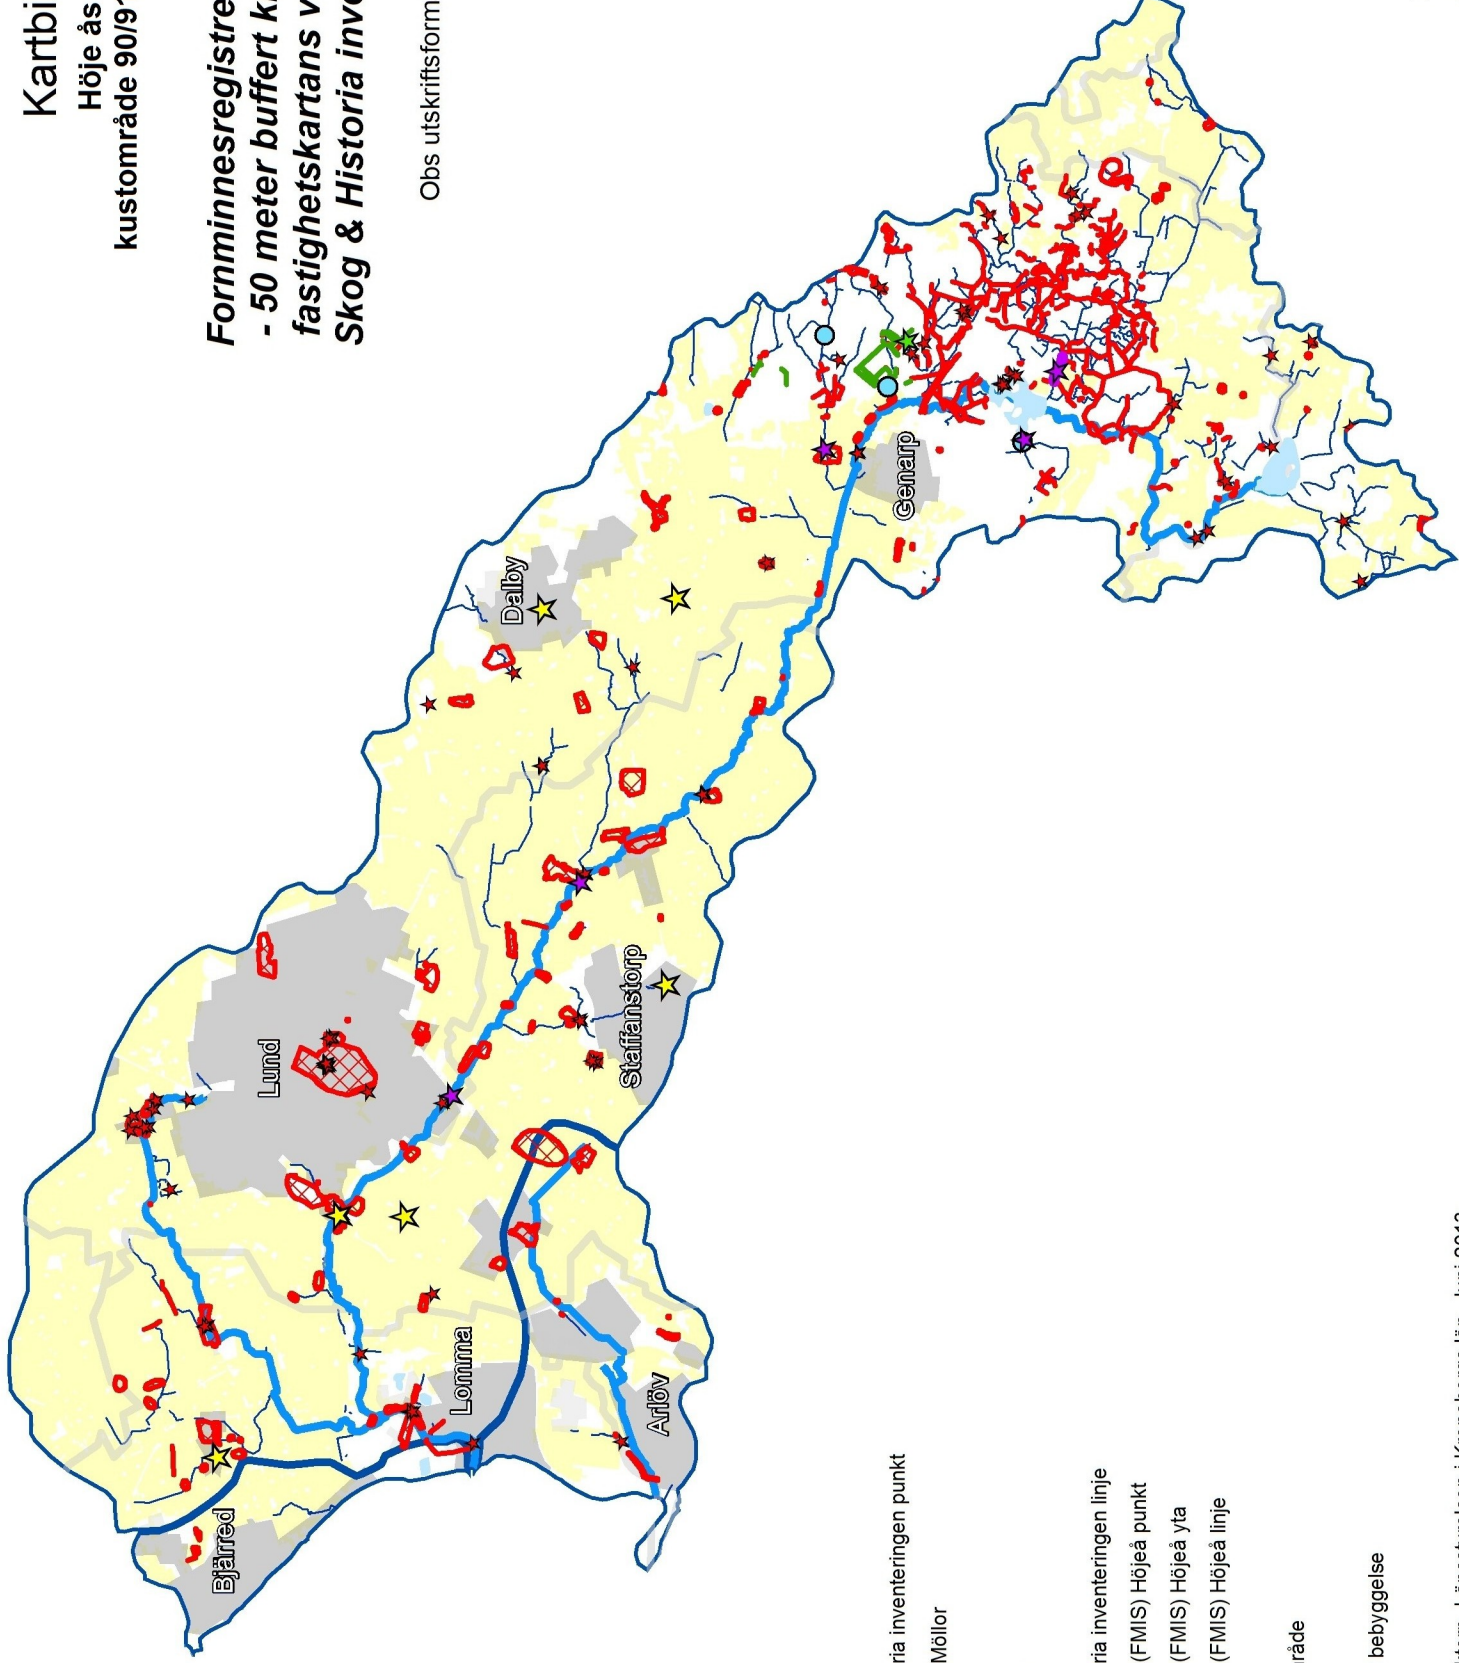 Kartbi
Höje ås
kustområde 90/91
Fornminnesregistre
- 50 meter buffert k
fastighetskartans v
Skog & Historia inve
Obs utskriftsform
Bjärred
Lomma
Arlöv
Lund
Staffanstorp
Dalby
Genarp
ria inventeringen punkt
Möllor
ria inventeringen linje
(FMIS) Höjeå punkt
(FMIS) Höjeå yta
(FMIS) Höjeå linje
råde
bebyggelse